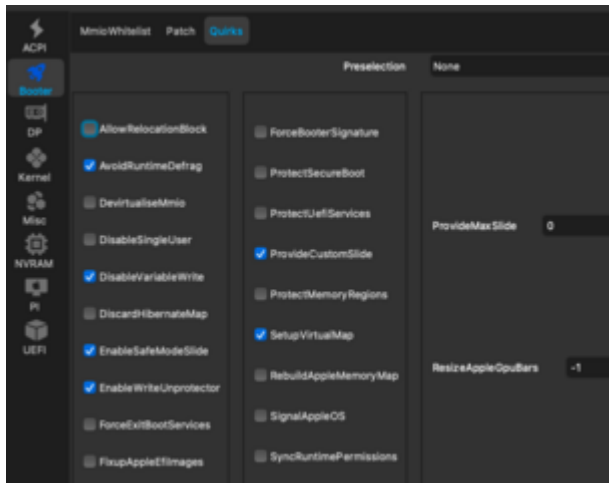 MmioWhitelist Patch Quirks
ACPI
Booter
DP
Kernel
Misc
NVRAM
PI
UEFI
Preselection None
AllowRelocationBlock
AvoidRuntimeDefrag
DevirtualiseMmio
DisableSingleUser
DisableVariableWrite
DiscardHibernateMap
EnableSafeModeSlide
EnableWriteUnprotector
ForceExitBootServices
FixupAppleEfiImages
ForceBooterSignature
ProtectSecureBoot
ProtectUefiServices
ProvideCustomSlide
ProtectMemoryRegions
SetupVirtualMap
RebuildAppleMemoryMap
SignalAppleOS
SyncRuntimePermissions
ProvideMaxSlide 0
ResizeAppleGpuBars -1